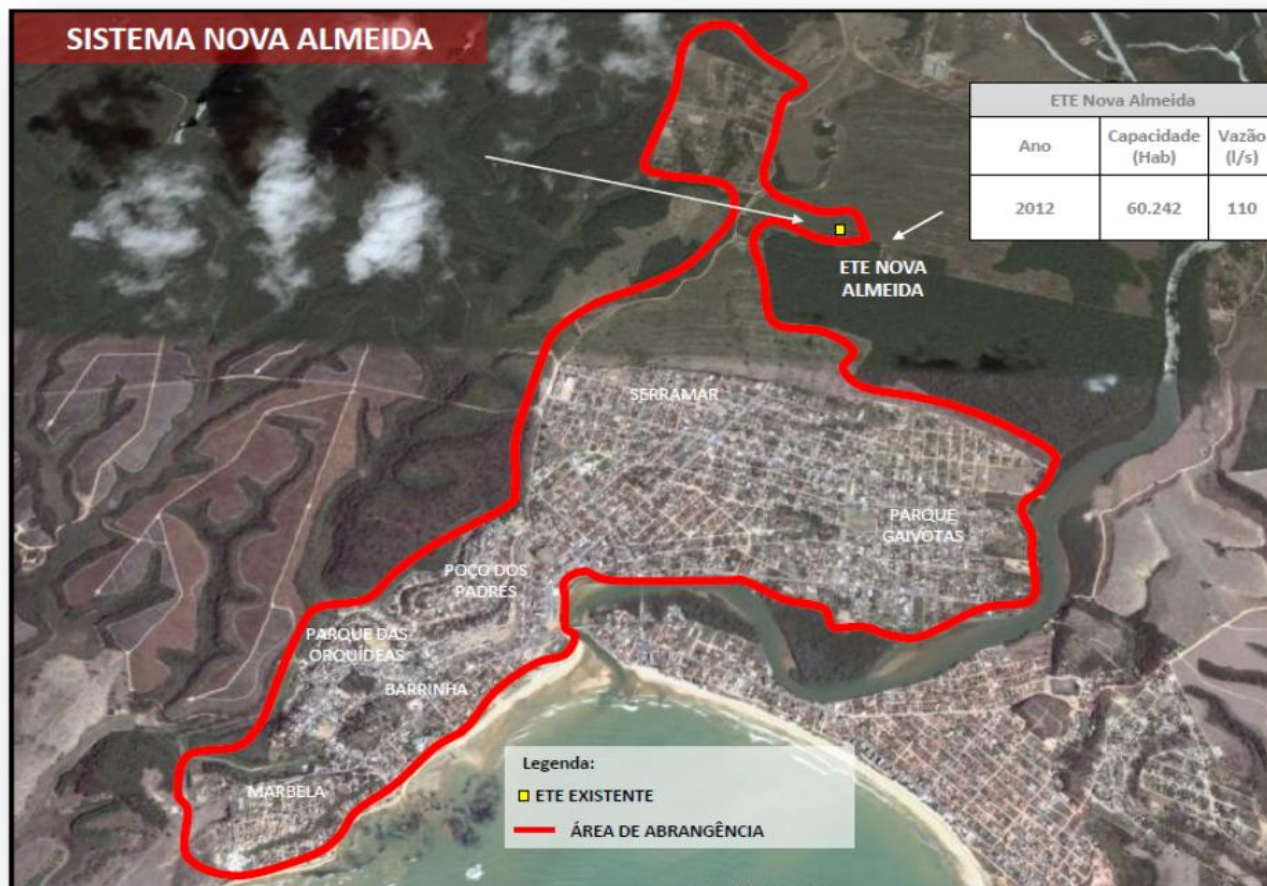 SISTEMA NOVA ALMEIDA
ETE Nova Almeida
Ano
Capacidade
(Hab)
Vazão
(l/s)
2012
60.242
110
ETE NOVA
ALMEIDA
SERRAMAR
PARQUE
GAIVOTAS
POÇO DOS
PADRES
PARQUE DAS
ORQUÍDEAS
BARRINHA
MARBELA
Legenda:
ETE EXISTENTE
ÁREA DE ABRANGÊNCIA